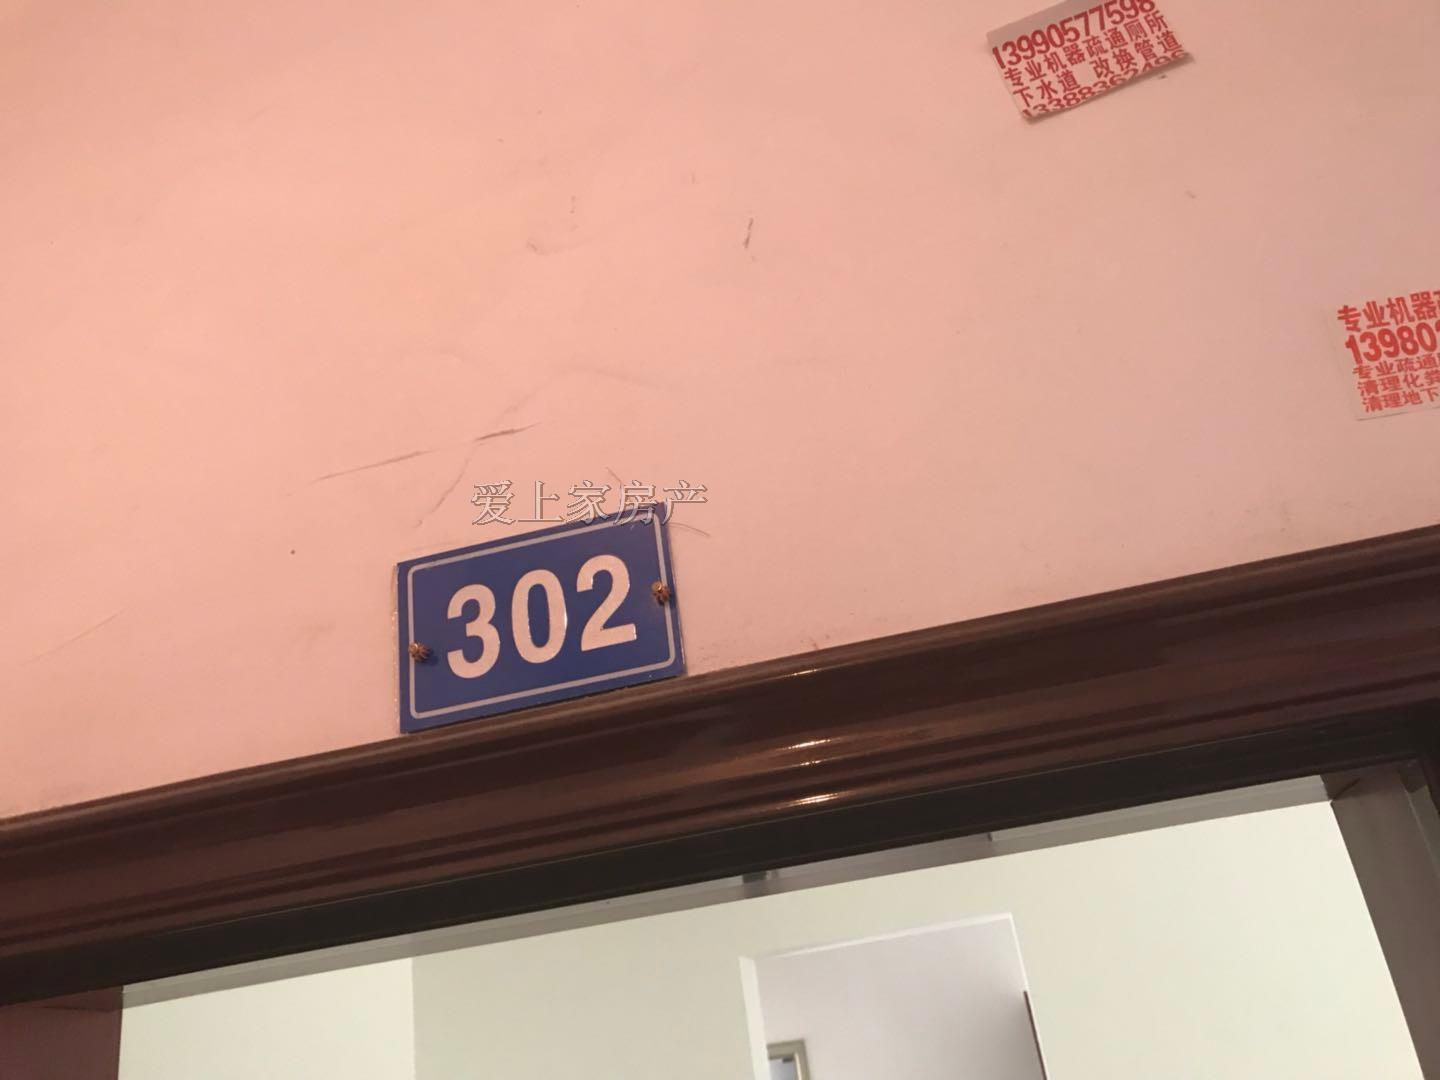 13990577598
专业机器疏通厕所
下水道 改换管道
专业机器
13980
专业疏通
清理化粪
清理地下
爱上家房产
302